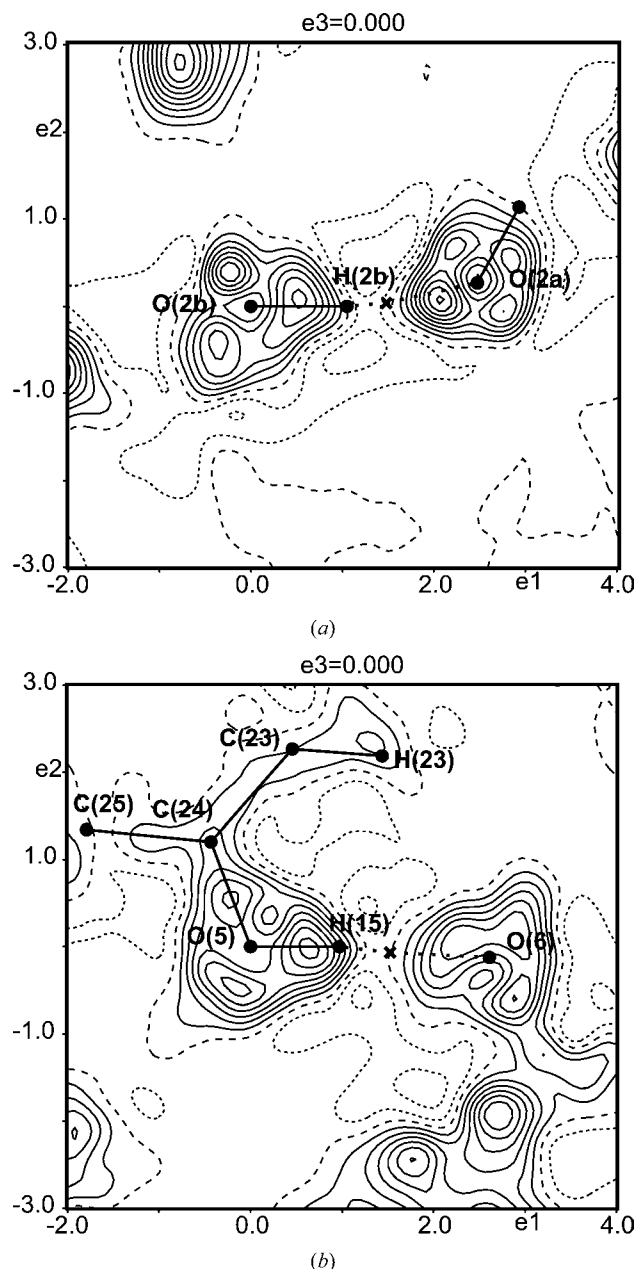 e3=0.000
3.0
e2
1.0
H(2b)
O(2b)
O(2a)
-1.0
-3.0
-2.0 0.0 2.0 e1 4.0
(a)
e3=0.000
3.0
C(23)
e2
H(23)
C(25) C(24)
1.0
H(15)
O(5) O(6)
-1.0
-3.0
-2.0 0.0 2.0 e1 4.0
(b)